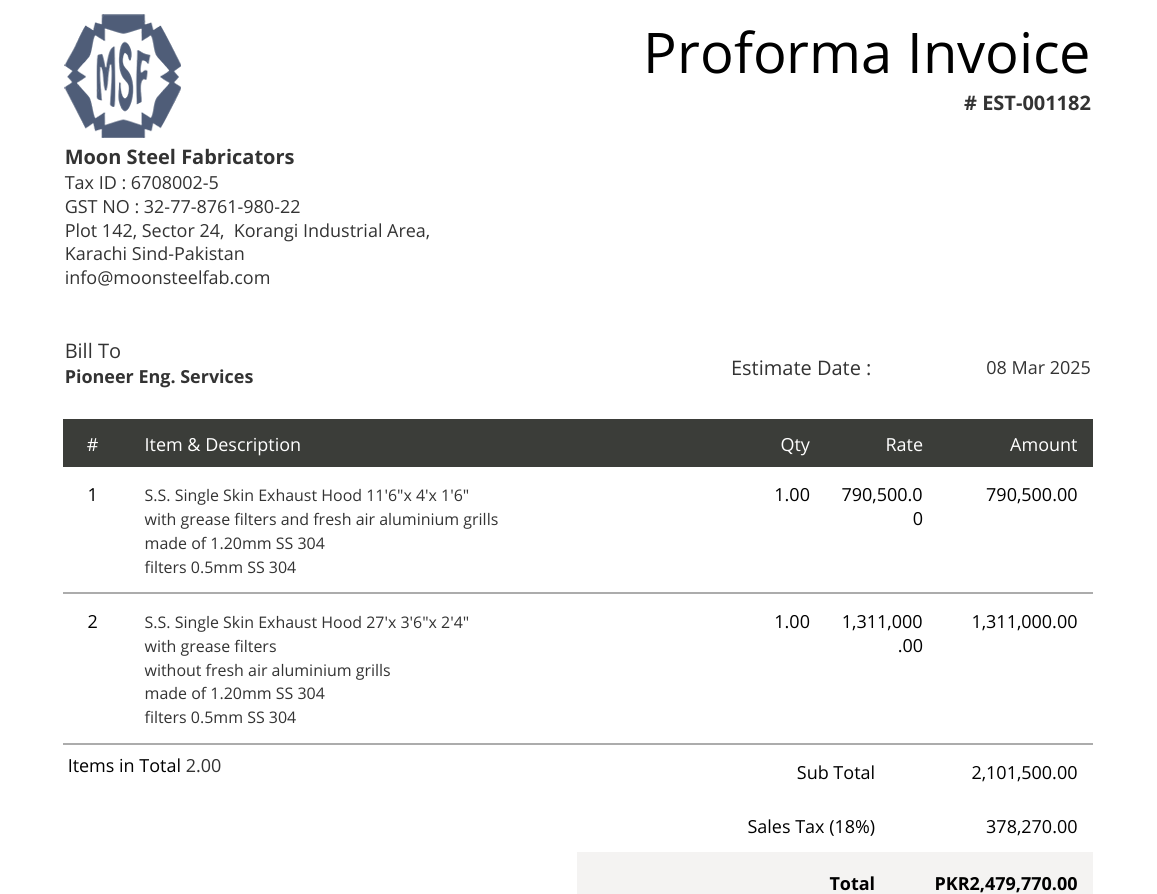 MSF
Proforma Invoice
# EST-001182
Moon Steel Fabricators
Tax ID : 6708002-5
GST NO : 32-77-8761-980-22
Plot 142, Sector 24,  Korangi Industrial Area,
Karachi Sind-Pakistan
info@moonsteelfab.com
Bill To
Pioneer Eng. Services
Estimate Date : 08 Mar 2025
# Item & Description Qty Rate Amount
1 S.S. Single Skin Exhaust Hood 11'6"x 4'x 1'6" 1.00 790,500.0 790,500.00
with grease filters and fresh air aluminium grills 0
made of 1.20mm SS 304
filters 0.5mm SS 304
2 S.S. Single Skin Exhaust Hood 27'x 3'6"x 2'4" 1.00 1,311,000 1,311,000.00
with grease filters .00
without fresh air aluminium grills
made of 1.20mm SS 304
filters 0.5mm SS 304
Items in Total 2.00
Sub Total 2,101,500.00
Sales Tax (18%) 378,270.00
Total PKR2,479,770.00